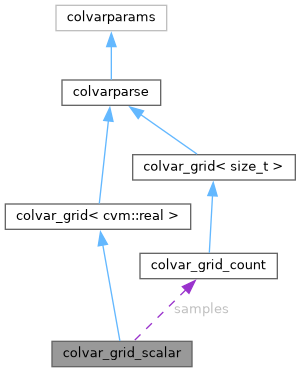 colvarparams
colvarparse
colvar_grid< size_t >
colvar_grid< cvm::real >
colvar_grid_count
samples
colvar_grid_scalar